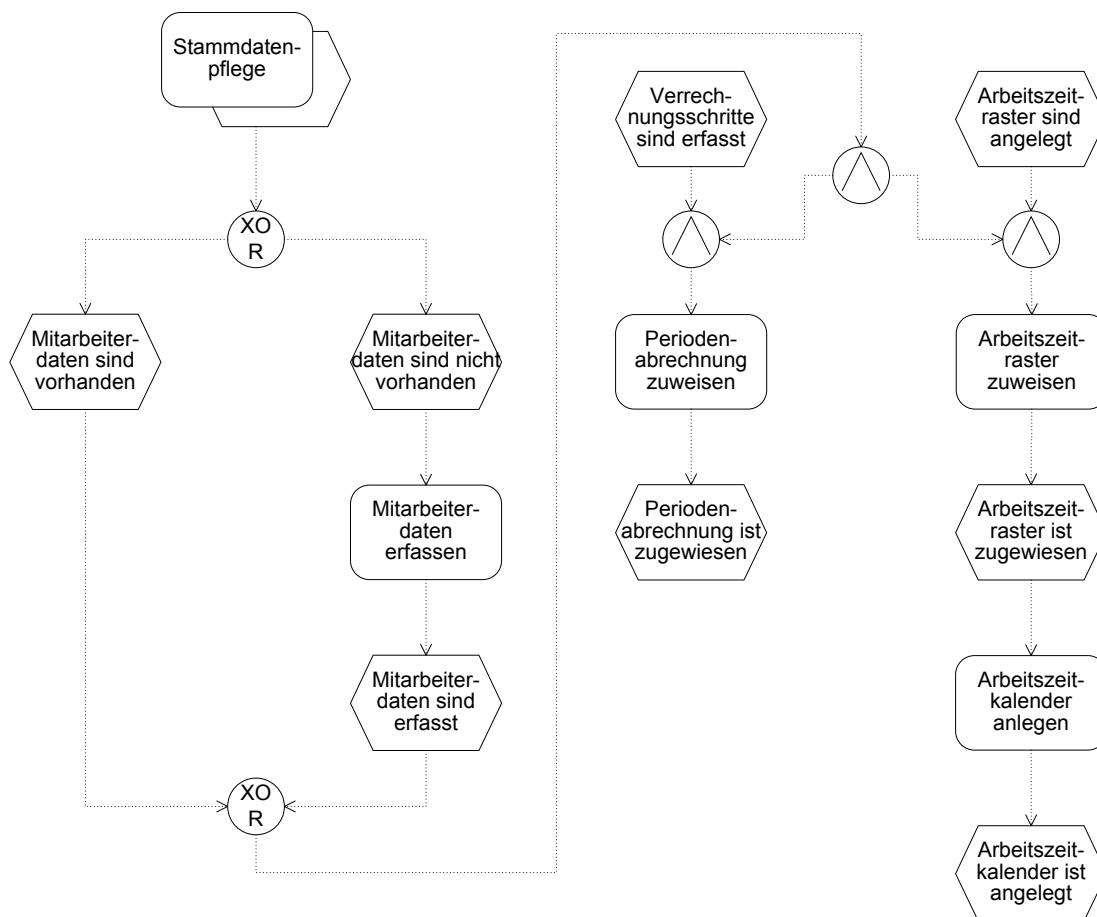 Stammdaten-
pflege
XO
R
Mitarbeiter-
daten sind
vorhanden
Mitarbeiter-
daten sind nicht
vorhanden
Mitarbeiter-
daten
erfassen
Mitarbeiter-
daten sind
erfasst
XO
R
Verrech-
nungsschritte
sind erfasst
Perioden-
abrechnung
zuweisen
Perioden-
abrechnung ist
zugewiesen
Arbeitszeit-
raster sind
angelegt
Arbeitszeit-
raster
zuweisen
Arbeitszeit-
raster ist
zugewiesen
Arbeitszeit-
kalender
anlegen
Arbeitszeit-
kalender ist
angelegt